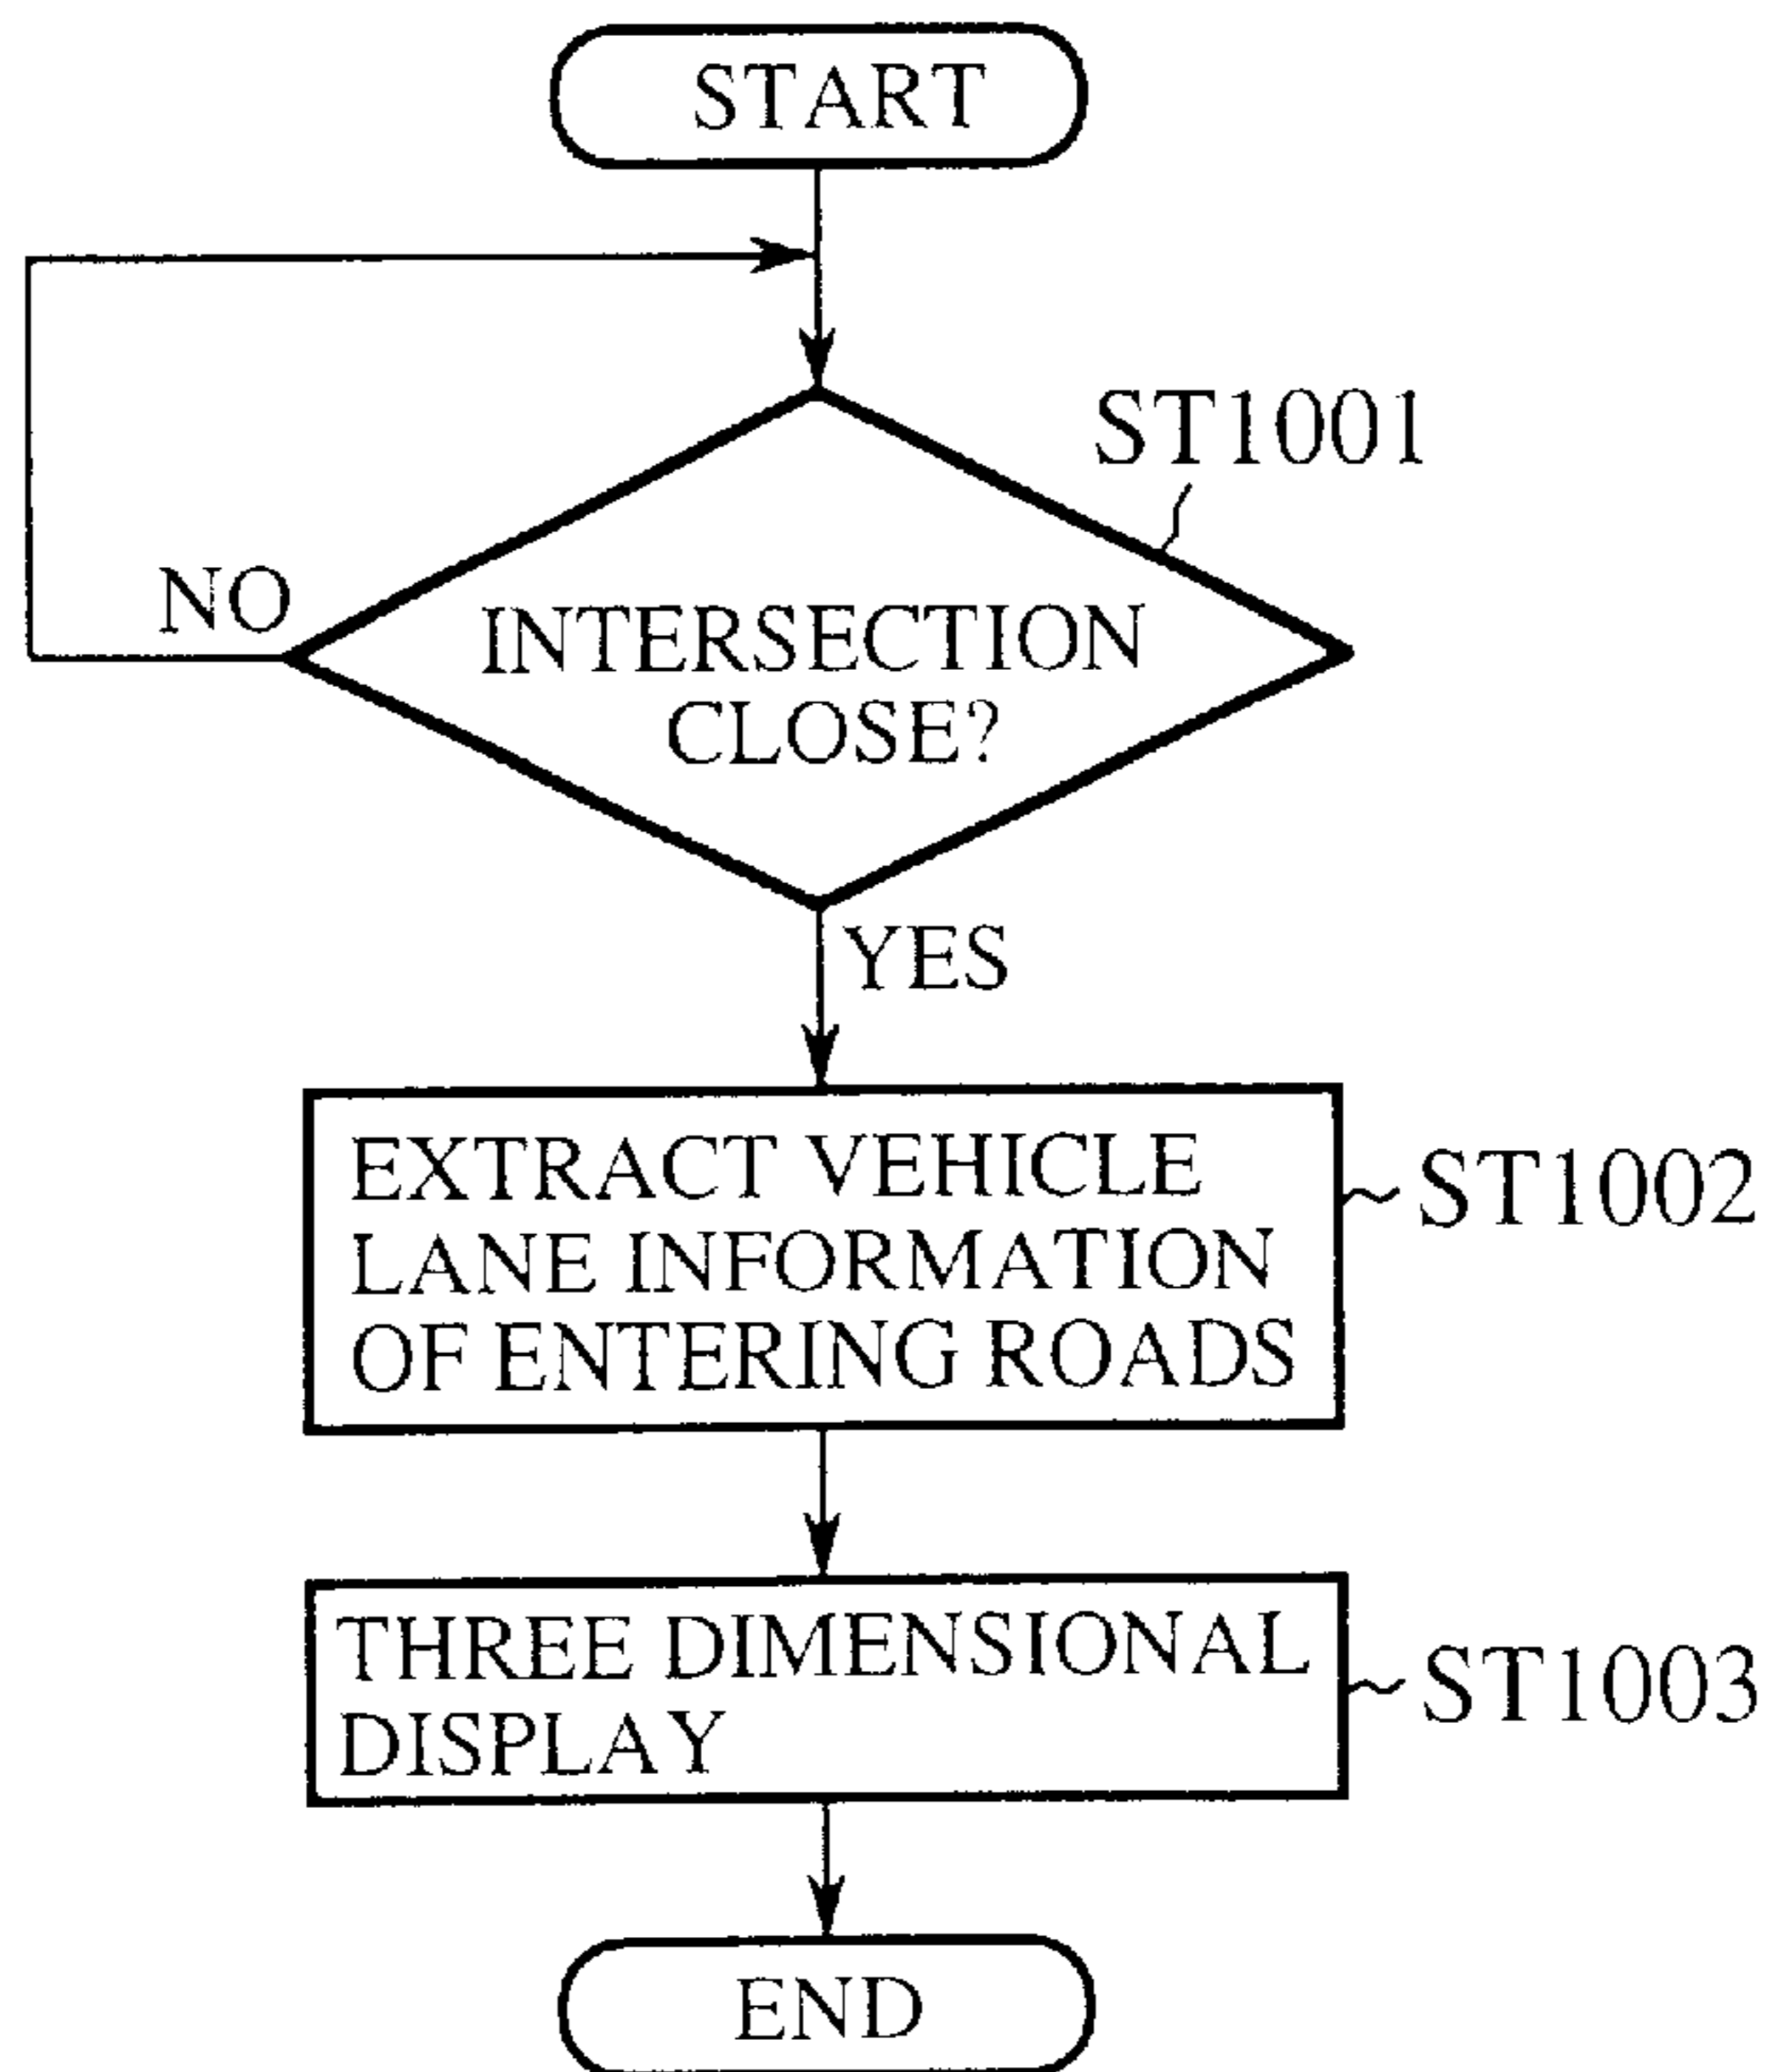 START
ST1001
NO
INTERSECTION
CLOSE?
YES
EXTRACT VEHICLE
LANE INFORMATION
OF ENTERING ROADS
ST1002
THREE DIMENSIONAL
DISPLAY
ST1003
END